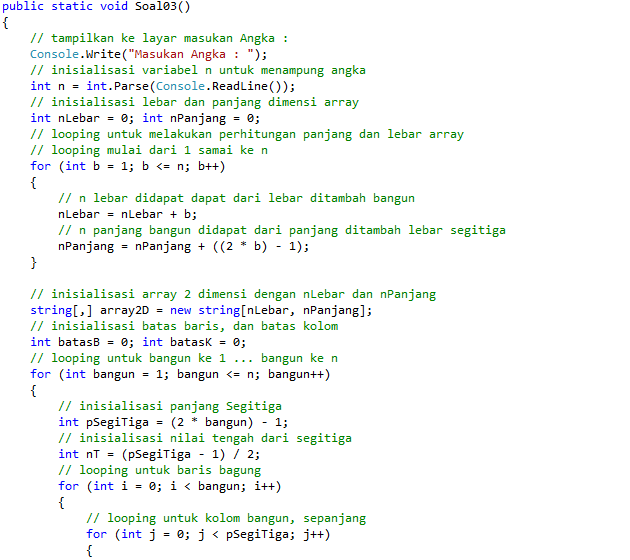 public static void Soal03()
{
// tampilkan ke layar masukan Angka :
Console.Write("Masukan Angka : ");
// inisialisasi variabel n untuk menampung angka
int n = int.Parse(Console.ReadLine());
// inisialisasi lebar dan panjang dimensi array
int nLebar = 0; int nPanjang = 0;
// looping untuk melakukan perhitungan panjang dan lebar array
// looping mulai dari 1 samai ke n
for (int b = 1; b <= n; b++)
{
// n lebar didapat dapat dari lebar ditambah bangun
nLebar = nLebar + b;
// n panjang bangun didapat dari panjang ditambah lebar segitiga
nPanjang = nPanjang + ((2 * b) - 1);
}
// inisialisasi array 2 dimensi dengan nLebar dan nPanjang
string[,] array2D = new string[nLebar, nPanjang];
// inisialisasi batas baris, dan batas kolom
int batasB = 0; int batasK = 0;
// looping untuk bangun ke 1 ... bangun ke n
for (int bangun = 1; bangun <= n; bangun++)
{
// inisialisasi panjang Segitiga
int pSegiTiga = (2 * bangun) - 1;
// inisialisasi nilai tengah dari segitiga
int nT = (pSegiTiga - 1) / 2;
// looping untuk baris bagung
for (int i = 0; i < bangun; i++)
{
// looping untuk kolom bangun, sepanjang
for (int j = 0; j < pSegiTiga; j++)
{